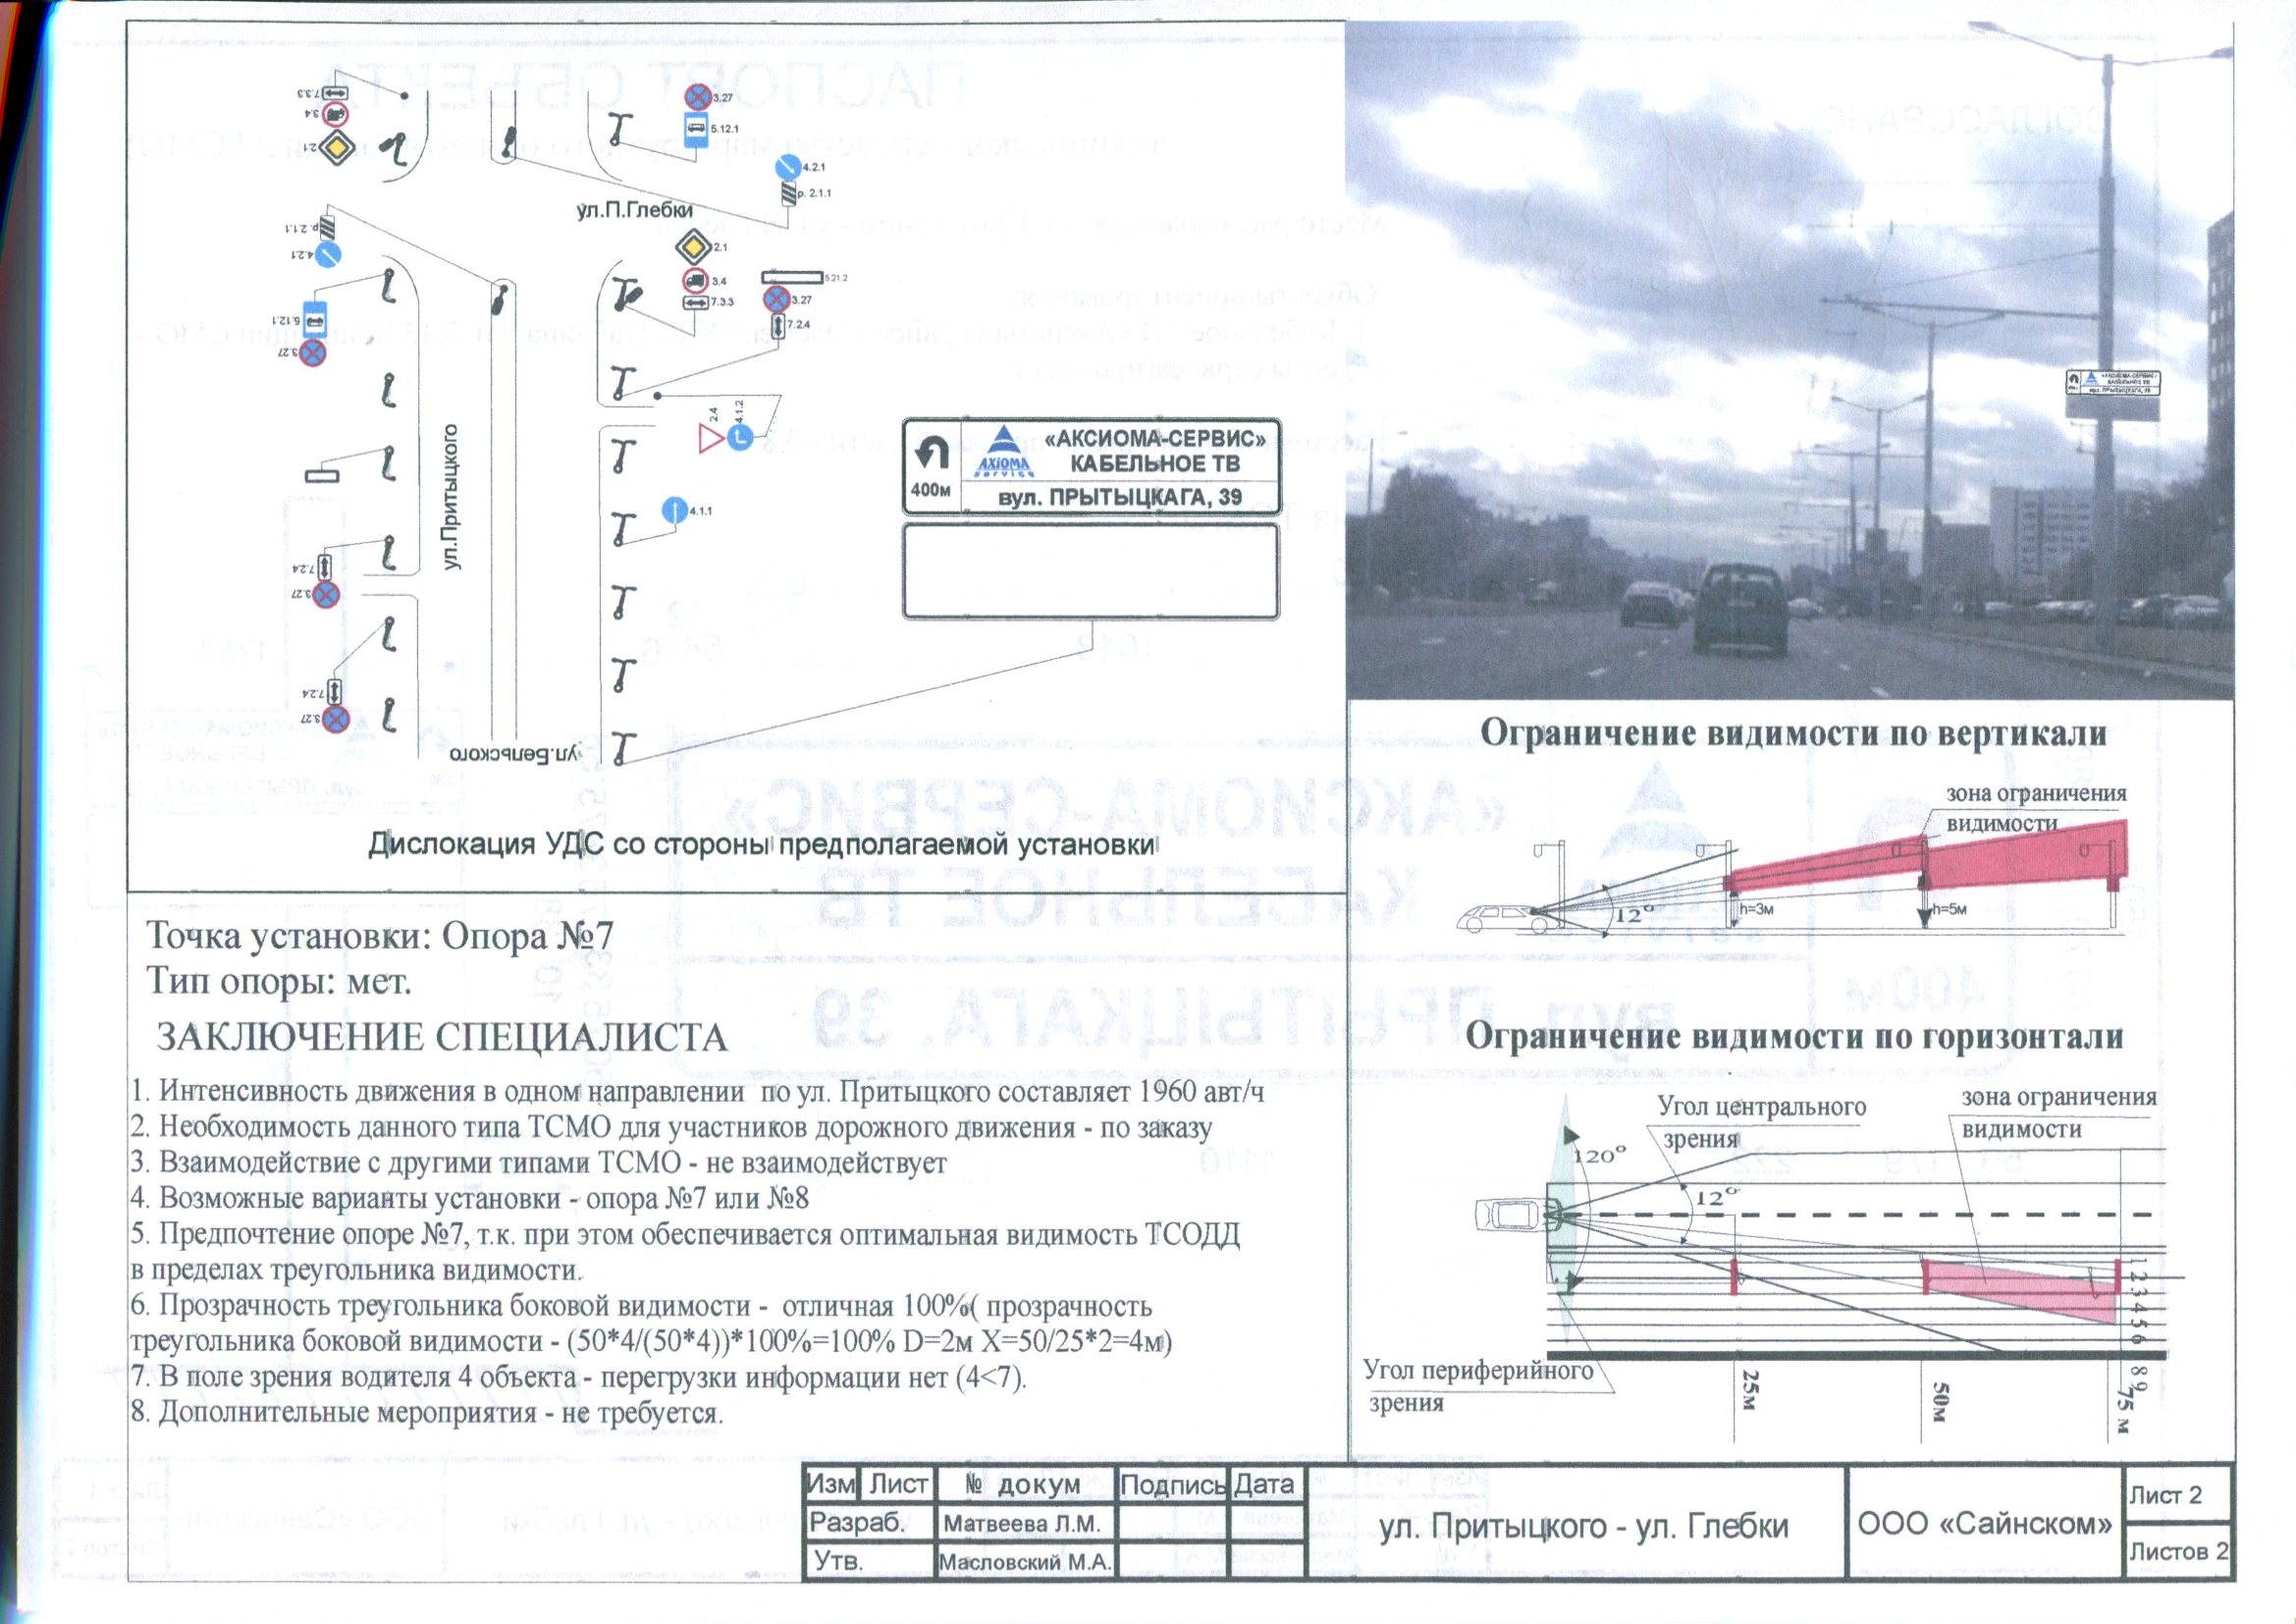 7.3.3
3.4
2.1
3.27
5.12.1
4.2.1
р. 2.1.1
ул.П.Глебки
р. 2.1.1
4.2.1
2.1
3.4
7.3.3
5.21.2
3.27
7.2.4
5.12.1
3.27
2.4
4.1.2
ул.Притыцкого
4.1.1
7.2.4
3.27
7.2.4
3.27
ул.Бельского
400м
AXIOMA
service
«АКСИОМА-СЕРВИС»
КАБЕЛЬНОЕ ТВ
вул. ПРЫТЫЦКАГА, 39
Дислокация УДС со стороны предполагаемой установки
«АКСИОМА-СЕРВИС»
КАБЕЛЬНОЕ ТВ
вул. ПРЫТЫЦКАГА, 39
Ограничение видимости по вертикали
зона ограничения
видимости
12°
h=3м
h=5м
Ограничение видимости по горизонтали
Угол центрального
зрения
зона ограничения
видимости
120°
12°
Угол периферийного
зрения
25м
50м
75 м
1 2 3 4 5 6 8 9
Точка установки: Опора №7
Тип опоры: мет.
ЗАКЛЮЧЕНИЕ СПЕЦИАЛИСТА
1. Интенсивность движения в одном направлении по ул. Притыцкого составляет 1960 авт/ч
2. Необходимость данного типа ТСМО для участников дорожного движения - по заказу
3. Взаимодействие с другими типами ТСМО - не взаимодействует
4. Возможные варианты установки - опора №7 или №8
5. Предпочтение опоре №7, т.к. при этом обеспечивается оптимальная видимость ТСОДД
в пределах треугольника видимости.
6. Прозрачность треугольника боковой видимости - отличная 100%( прозрачность
треугольника боковой видимости - (50*4/(50*4))*100%=100% D=2м X=50/25*2=4м)
7. В поле зрения водителя 4 объекта - перегрузки информации нет (4<7).
8. Дополнительные мероприятия - не требуется.
Изм Лист № докум Подпись Дата
Разраб. Матвеева Л.М.
Утв. Масловский М.А.
ул. Притыцкого - ул. Глебки
ООО «Сайнском»
Лист 2
Листов 2